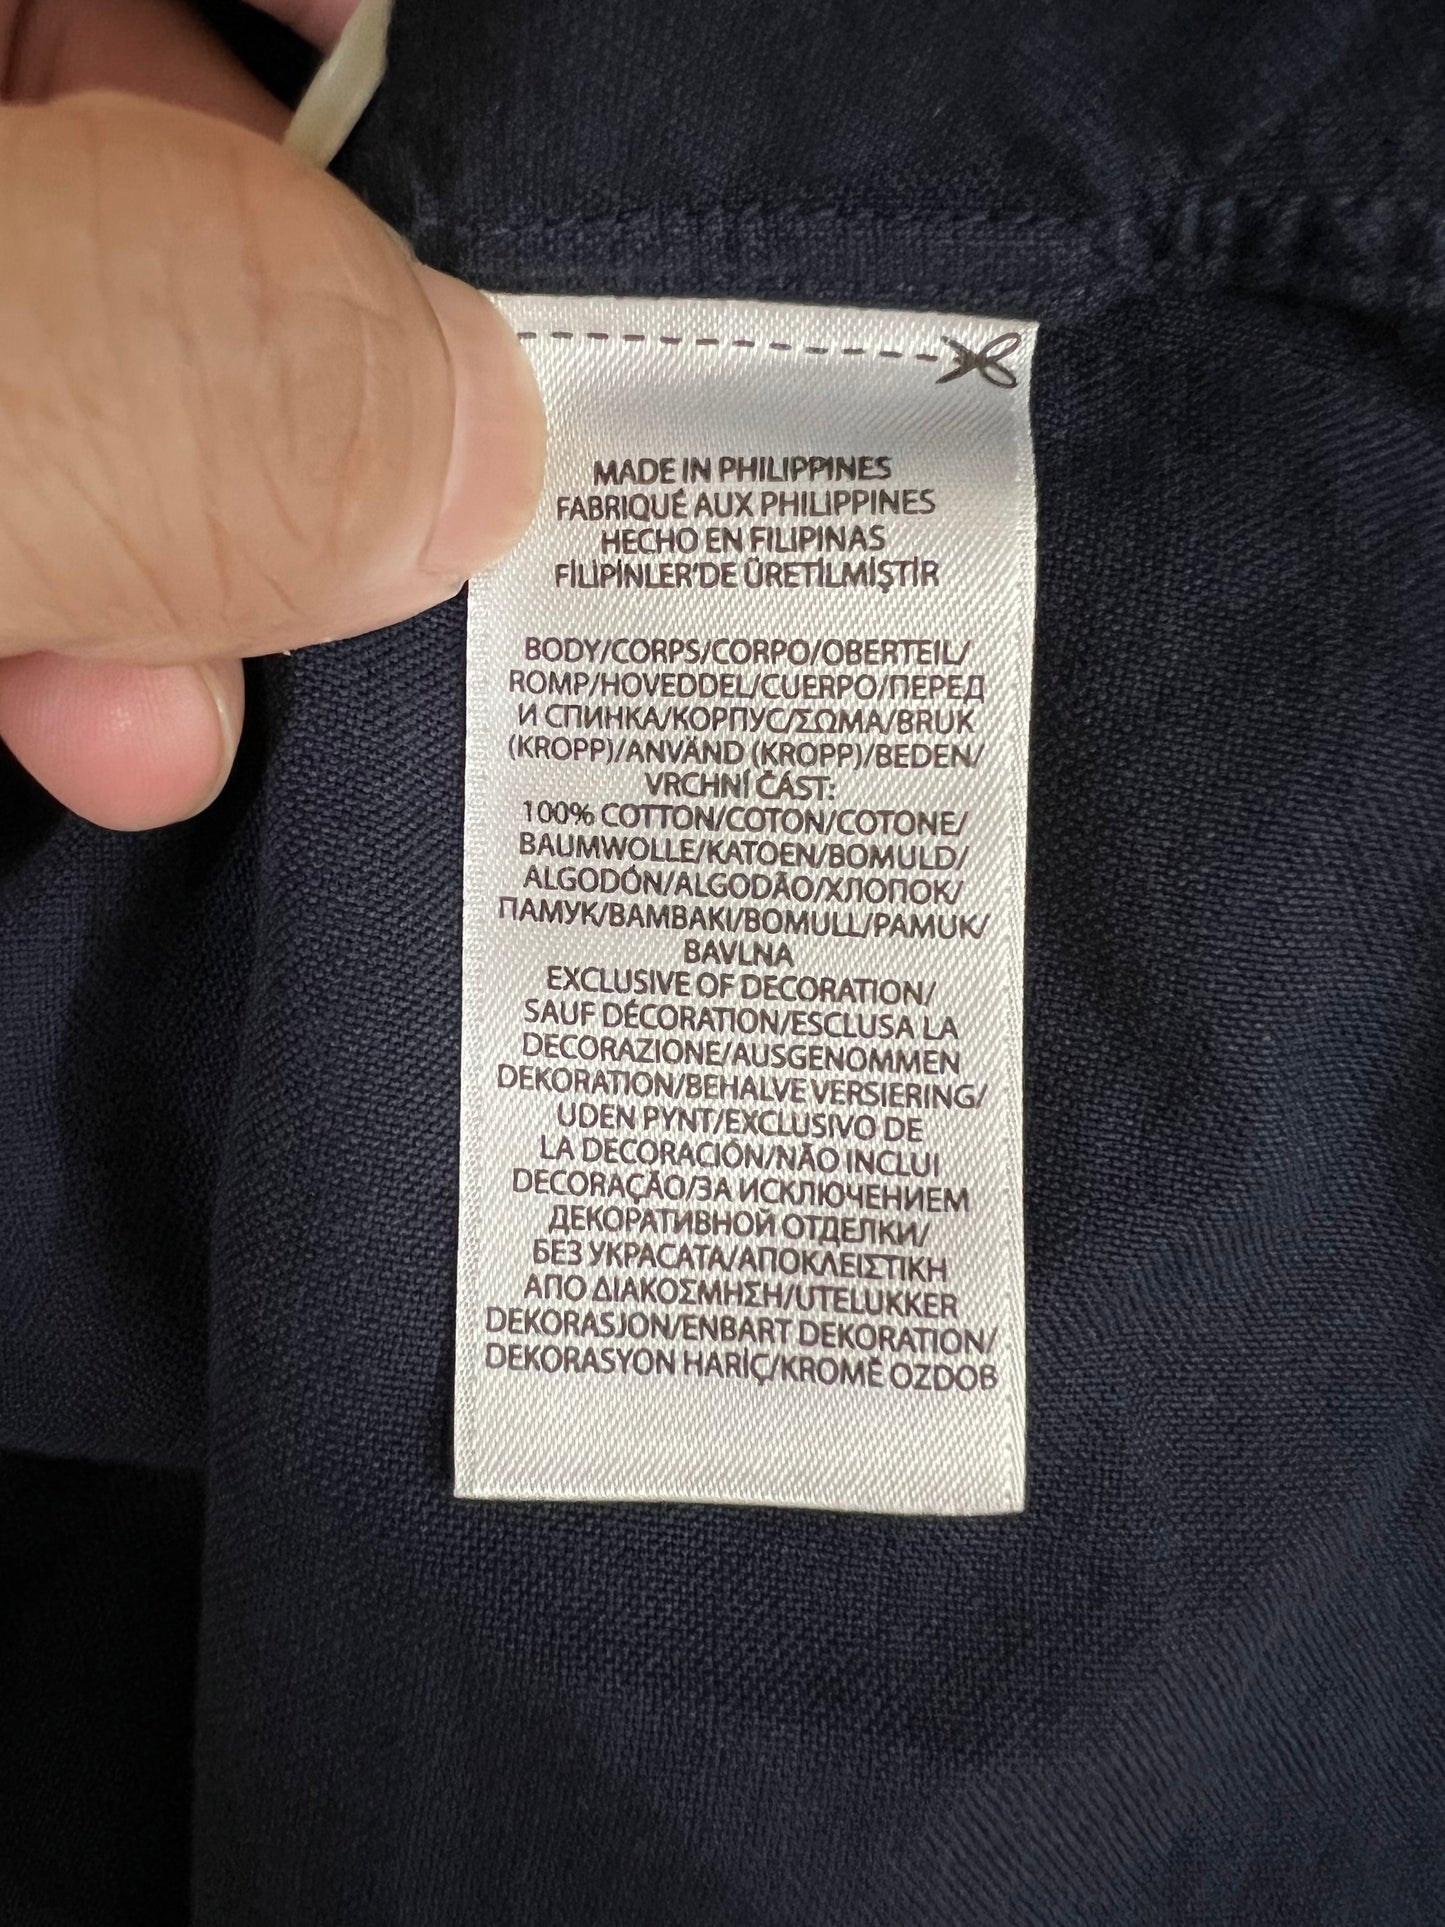 MADE IN PHILIPPINES
FABRIQUÉ AUX PHILIPPINES
HECHO EN FILIPINAS
FİLİPİNLER'DE ÜRETİLMİŞTİR
BODY/CORPS/CORPO/OBERTEIL/
ROMP/HOVEDDEL/CUERPO/ПЕРЕД
И СПИНКА/КОРПУС/ΣΩΜΑ/BRUK
(KROPP)/ANVÄND (KROPP)/BEDEN/
VRCHNÍ ČÁST:
100% COTTON/COTON/COTONE/
BAUMWOLLE/KATOEN/BOMULD/
ALGODÓN/ALGODÃO/ХЛОПОК/
ПАМУК/ΒΑΜΒΑΚΙ/BOMULL/PAMUK/
BAVLNA
EXCLUSIVE OF DECORATION/
SAUF DÉCORATION/ESCLUSA LA
DECORAZIONE/AUSGENOMMEN
DEKORATION/BEHALVE VERSIERING/
UDEN PYNT/EXCLUSIVO DE
LA DECORACIÓN/NÃO INCLUI
DECORAÇÃO/ЗА ИСКЛЮЧЕНИЕМ
ДЕКОРАТИВНОЙ ОТДЕЛКИ/
БЕЗ УКРАСАТА/ΑΠΟΚΛΕΙΣΤΙΚΗ
ΑΠΟ ΔΙΑΚΟΣΜΗΣΗ/UTELUKKER
DEKORASJON/ENBART DEKORATION/
DEKORASYON HARİÇ/KROMĚ OZDOB